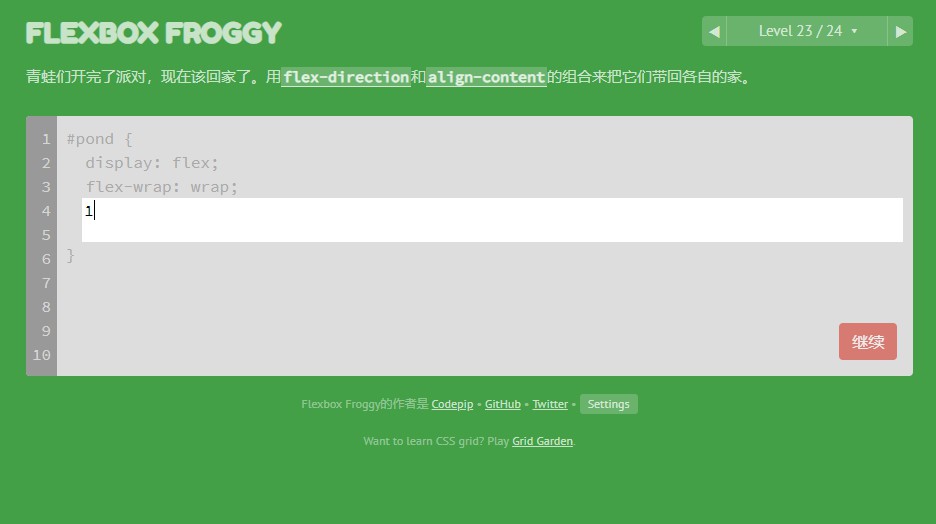 FLEXBOX FROGGY
◀ Level 23 / 24 ▾ ▶
青蛙们开完了派对，现在该回家了。用flex-direction和align-content的组合来把它们带回各自的家。
1 #pond {
2 display: flex;
3 flex-wrap: wrap;
4 1
5
6 }
7
8
9
10
继续
Flexbox Froggy的作者是 Codepip • GitHub • Twitter • Settings
Want to learn CSS grid? Play Grid Garden.